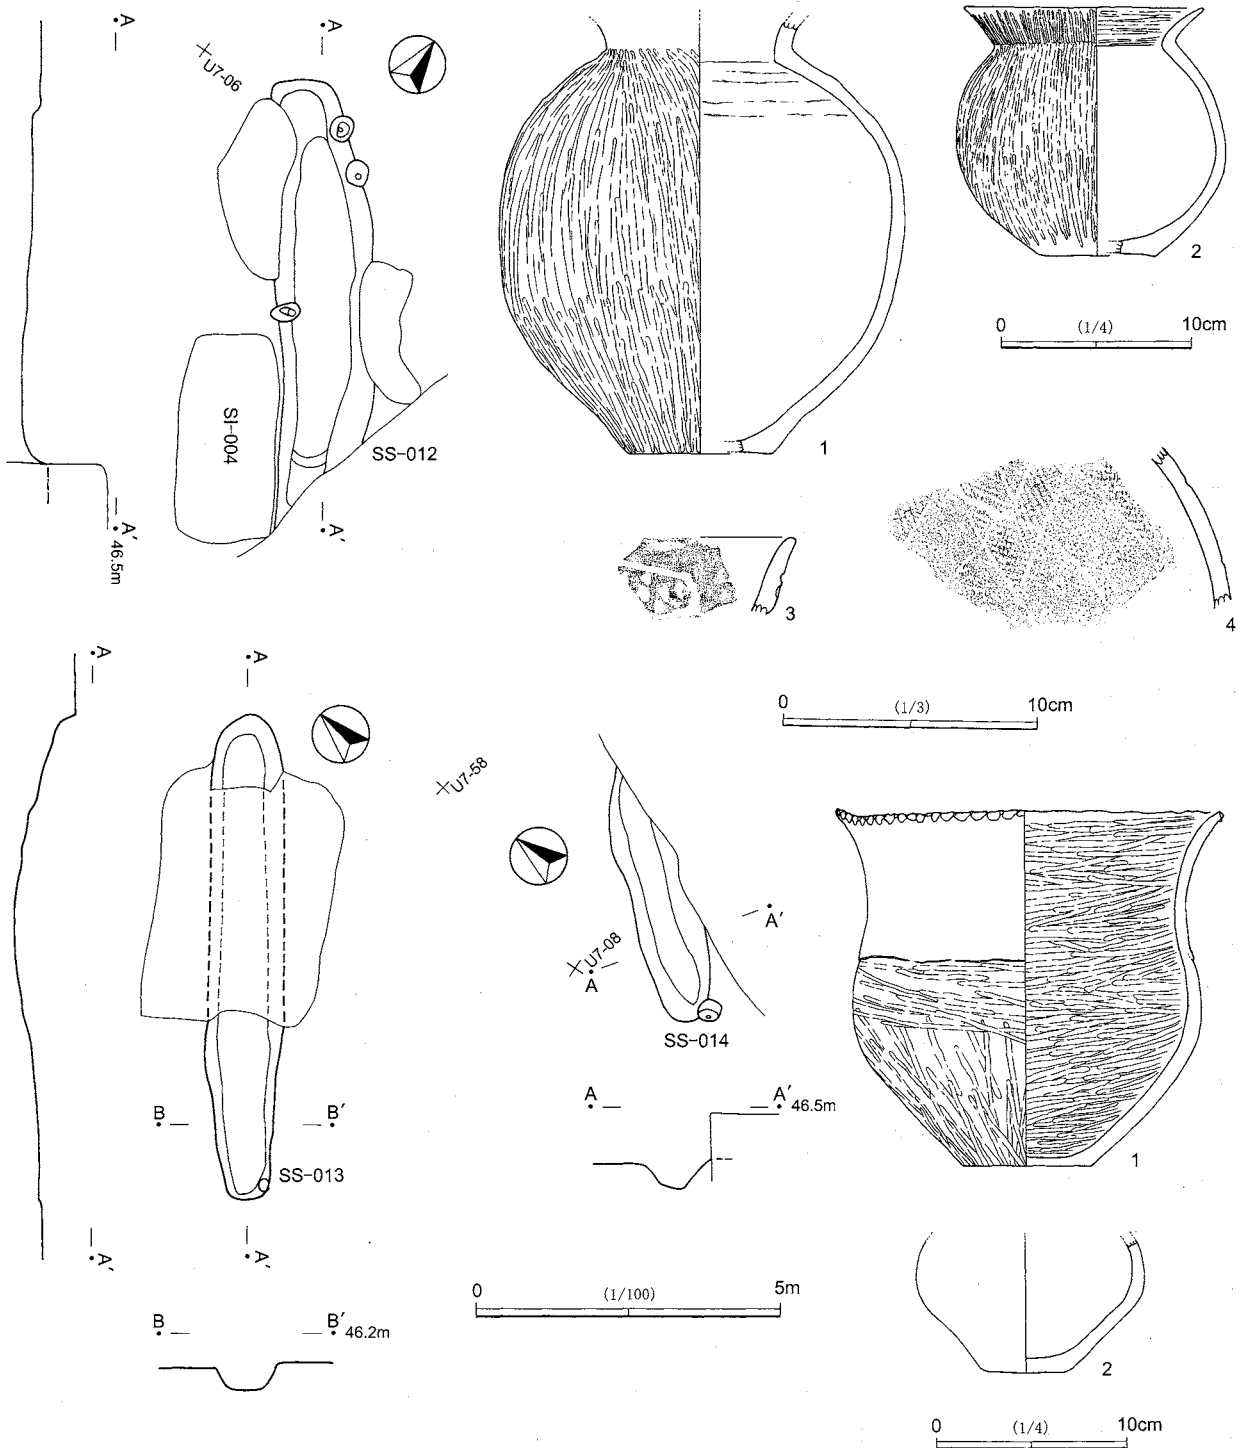 A
A
U7-06
SI-004
SS-012
A′
A′
46.5m
1
2
0 (1/4) 10cm
3
4
0 (1/3) 10cm
A
A
U7-58
U7-08
A
A′
SS-014
B
B′
SS-013
A
A′
46.5m
A′
A′
1
2
0 (1/100) 5m
B
B′
46.2m
0 (1/4) 10cm